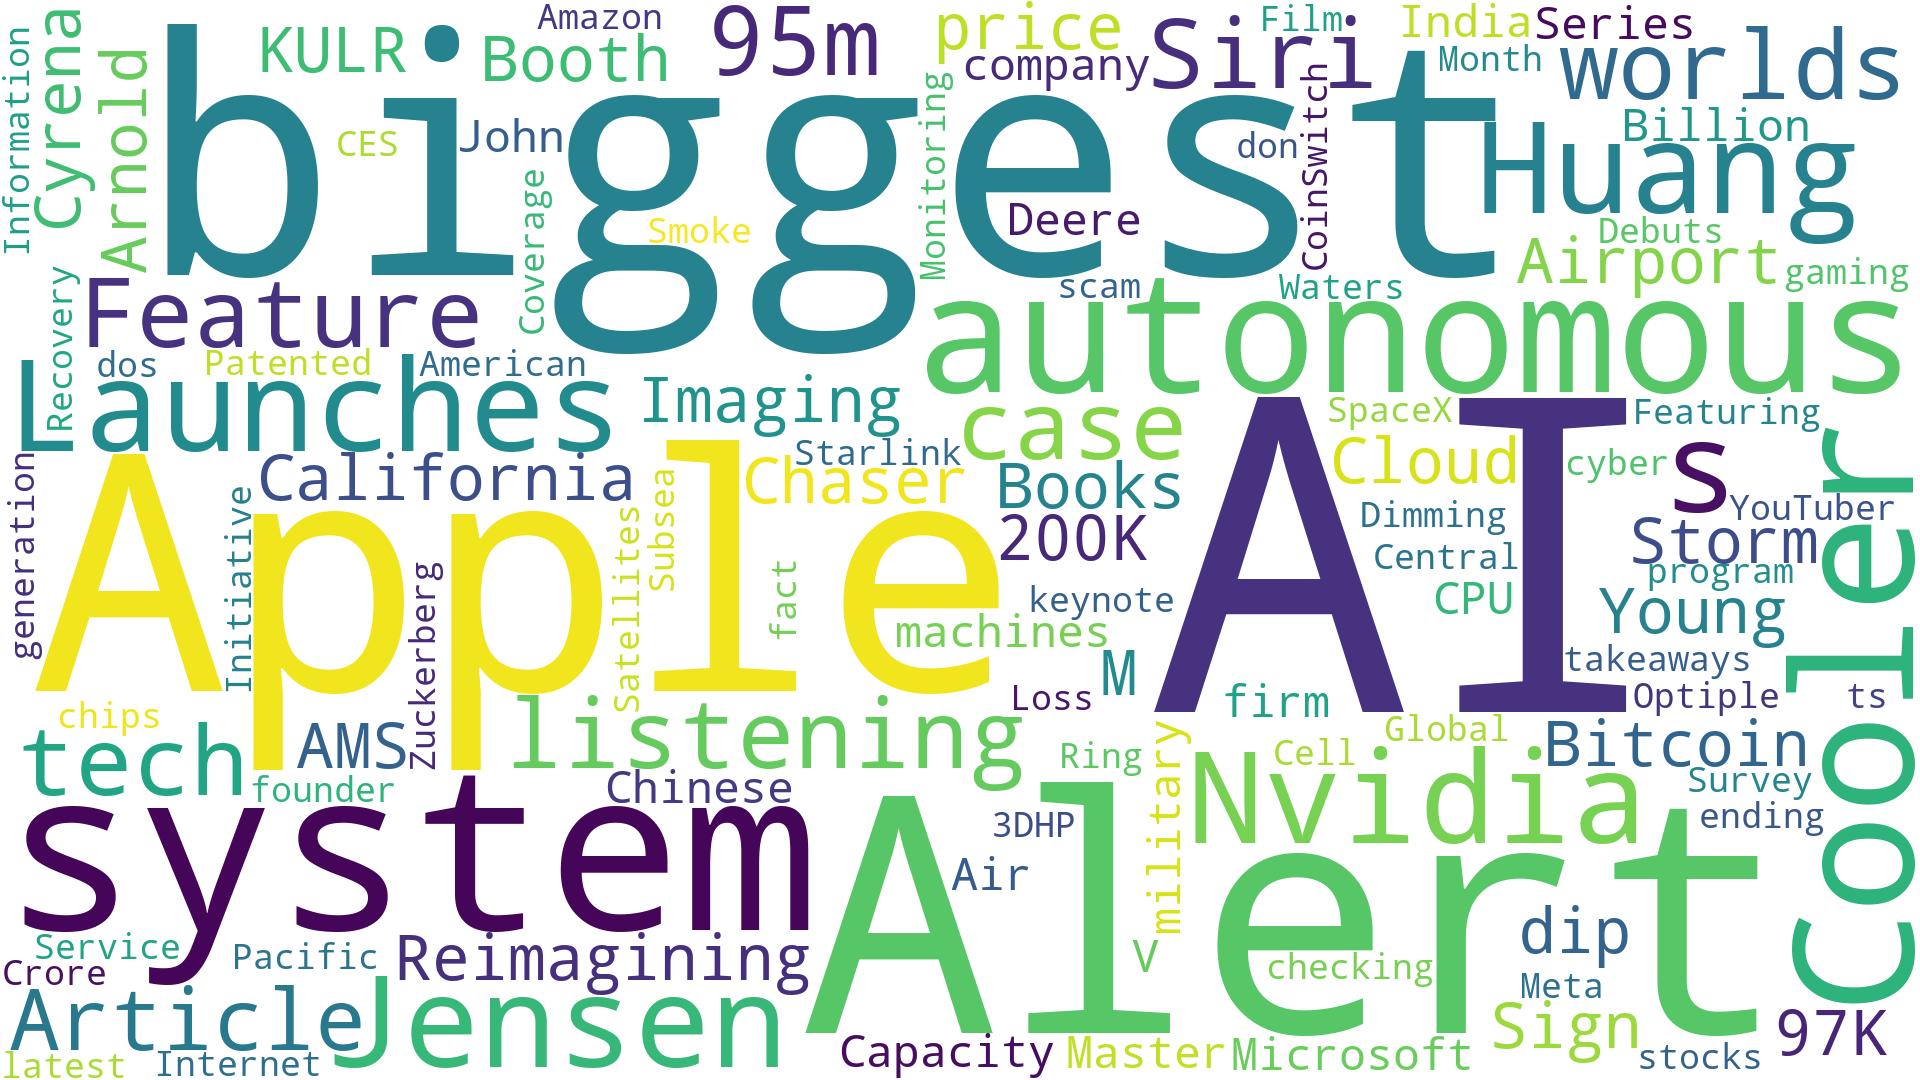 biggest
AI
Apple
Alert
system
autonomous
Launches
Nvidia
cooler
Huang
Jensen
Feature
Siri
95m
worlds
tech
listening
Article
case
s
KULR
Booth
Cyrena
Arnold
price
company
Airport
Billion
Series
India
Imaging
Chaser
California
Books
200K
Cloud
Storm
Young
Bitcoin
AMS
Reimagining
Chinese
machines
M
firm
CPU
dip
Sign
97K
Capacity
Master
Microsoft
Air
John
Deere
Amazon
Film
Month
CES
Smoke
Coverage
Monitoring
CoinSwitch
don
scam
Waters
Debuts
gaming
Information
Recovery
dos
Patented
American
Starlink
SpaceX
Featuring
cyber
YouTuber
Dimming
Central
program
takeaways
Optiple
ts
keynote
Loss
fact
Subsea
Satellites
Initiative
Zuckerberg
generation
chips
founder
Ring
Cell
Global
Survey
ending
3DHP
military
V
checking
Meta
stocks
Service
Crore
Pacific
latest
Internet